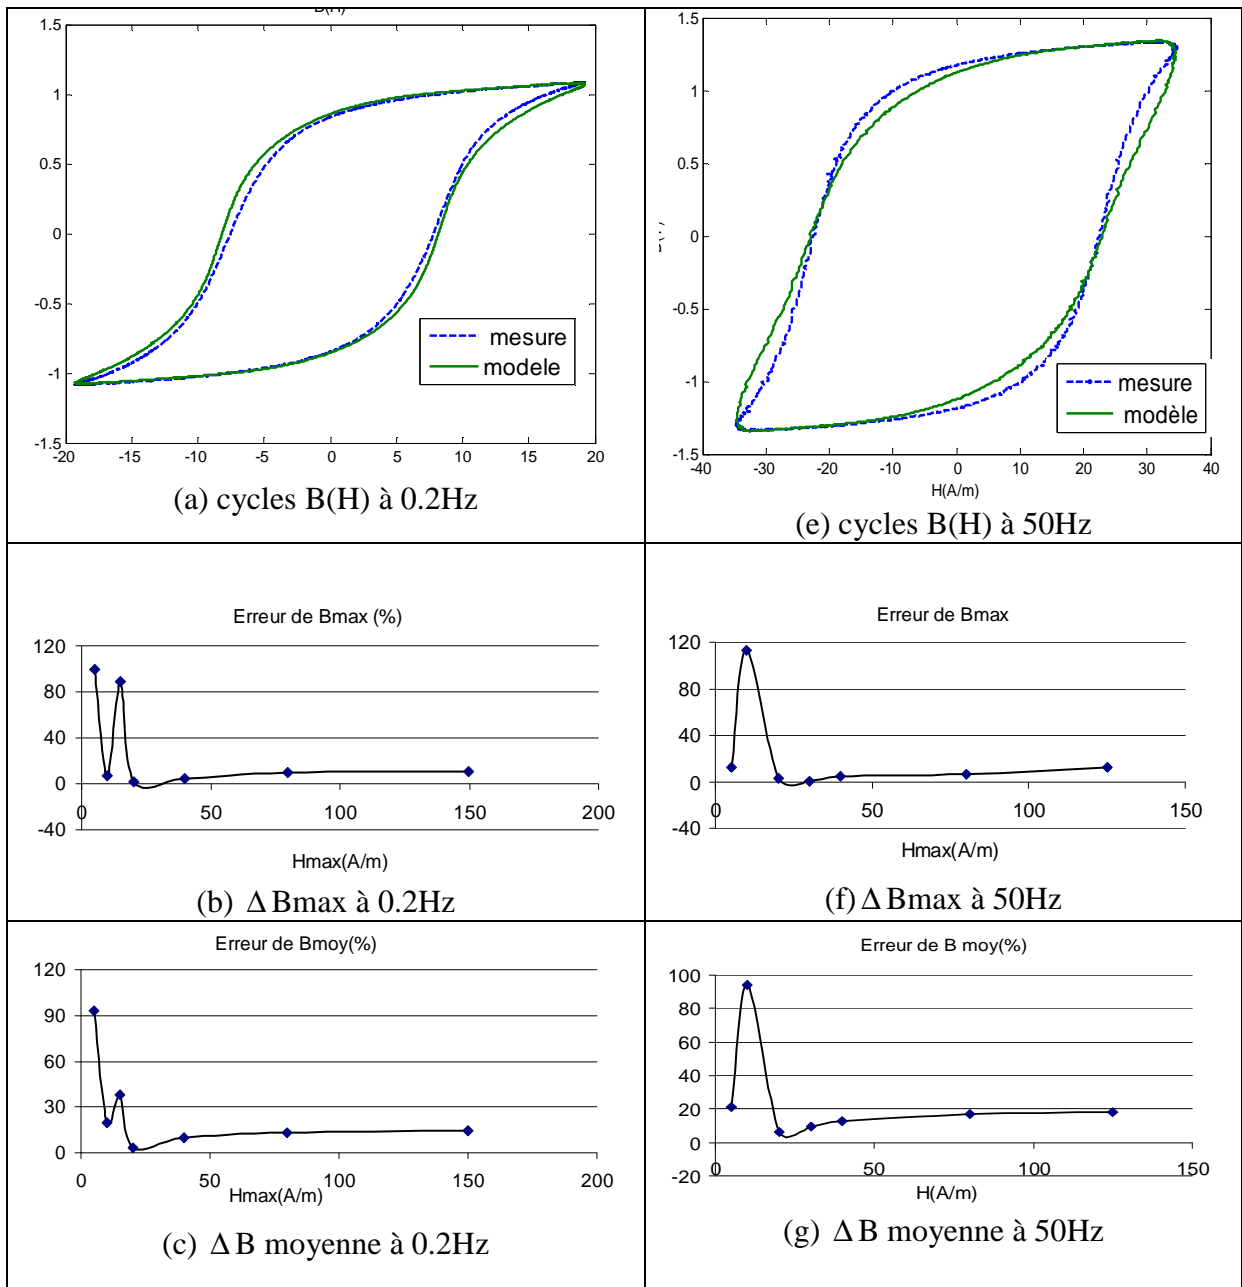 B(H)
1.5
1
0.5
0
-0.5
-1
-1.5
-20 -15 -10 -5 0 5 10 15 20
mesure
modele
(a) cycles B(H) à 0.2Hz
1.5
1
0.5
0
-0.5
-1
-1.5
-40 -30 -20 -10 0 10 20 30 40
H(A/m)
mesure
modèle
(e) cycles B(H) à 50Hz
Erreur de Bmax (%)
120
80
40
0
-40
0 50 100 150 200
Hmax(A/m)
(b) Δ Bmax à 0.2Hz
Erreur de Bmax
120
80
40
0
-40
0 50 100 150
Hmax(A/m)
(f) Δ Bmax à 50Hz
Erreur de Bmoy(%)
120
90
60
30
0
0 50 100 150 200
Hmax(A/m)
(c) Δ B moyenne à 0.2Hz
Erreur de B moy(%)
100
80
60
40
20
0
-20
0 50 100 150
H(A/m)
(g) Δ B moyenne à 50Hz